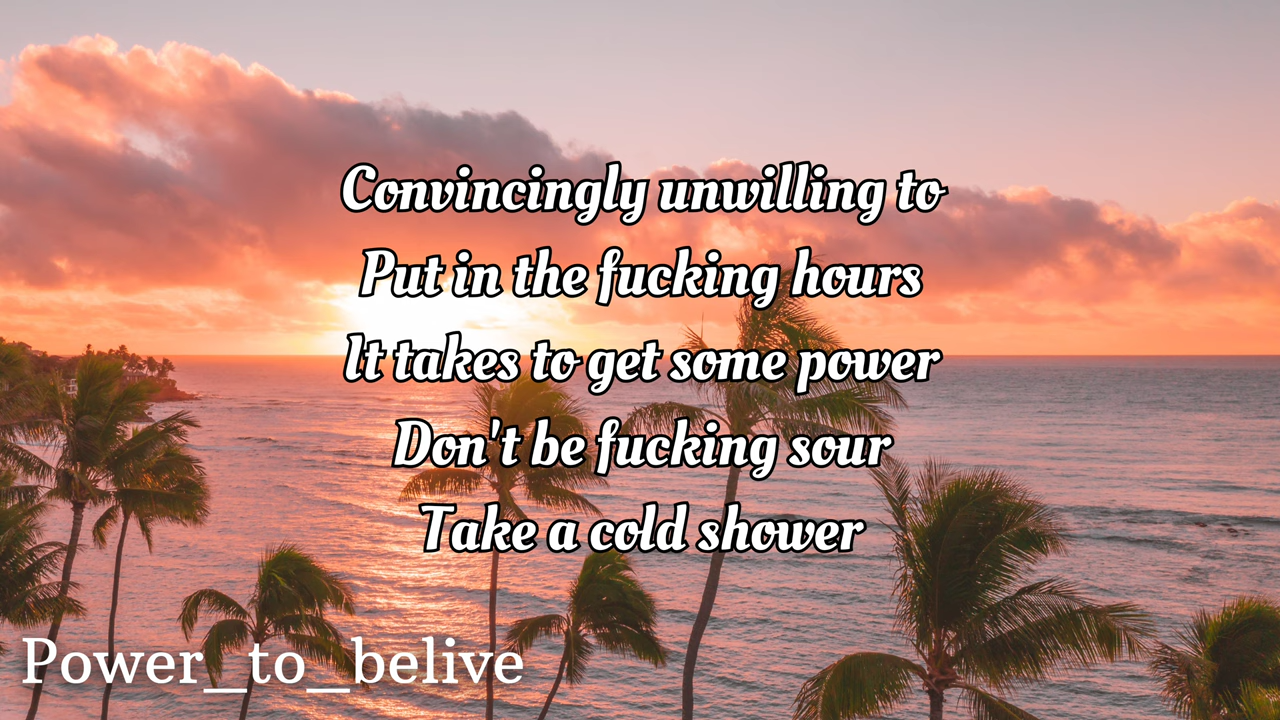 Convincingly unwilling to
Put in the fucking hours
It takes to get some power
Don't be fucking sour
Take a cold shower
Power_to_belive